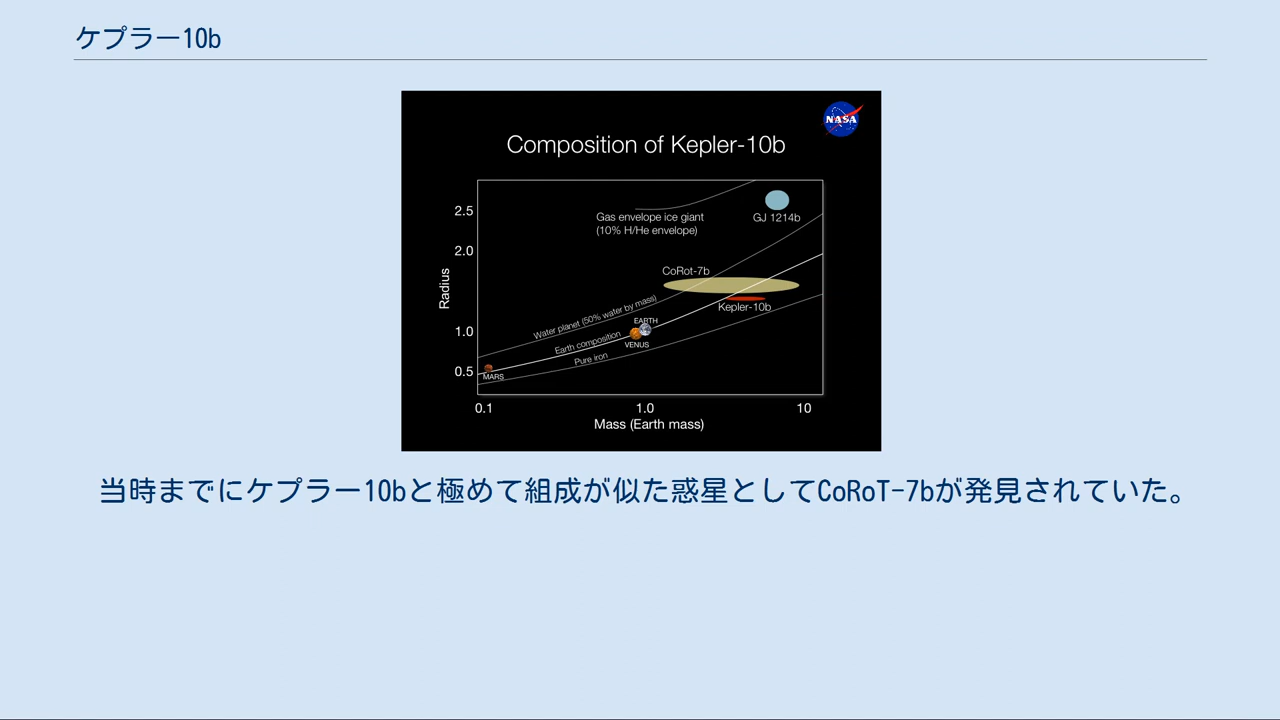 ケプラー10b
NASA
Composition of Kepler-10b
2.5
2.0
1.0
0.5
Radius
Gas envelope ice giant
(10% H/He envelope)
GJ 1214b
CoRot-7b
Kepler-10b
Water planet (50% water by mass)
EARTH
Earth composition
VENUS
Pure iron
MARS
0.1
1.0
10
Mass (Earth mass)
当時までにケプラー10bと極めて組成が似た惑星としてCoRoT-7bが発見されていた。